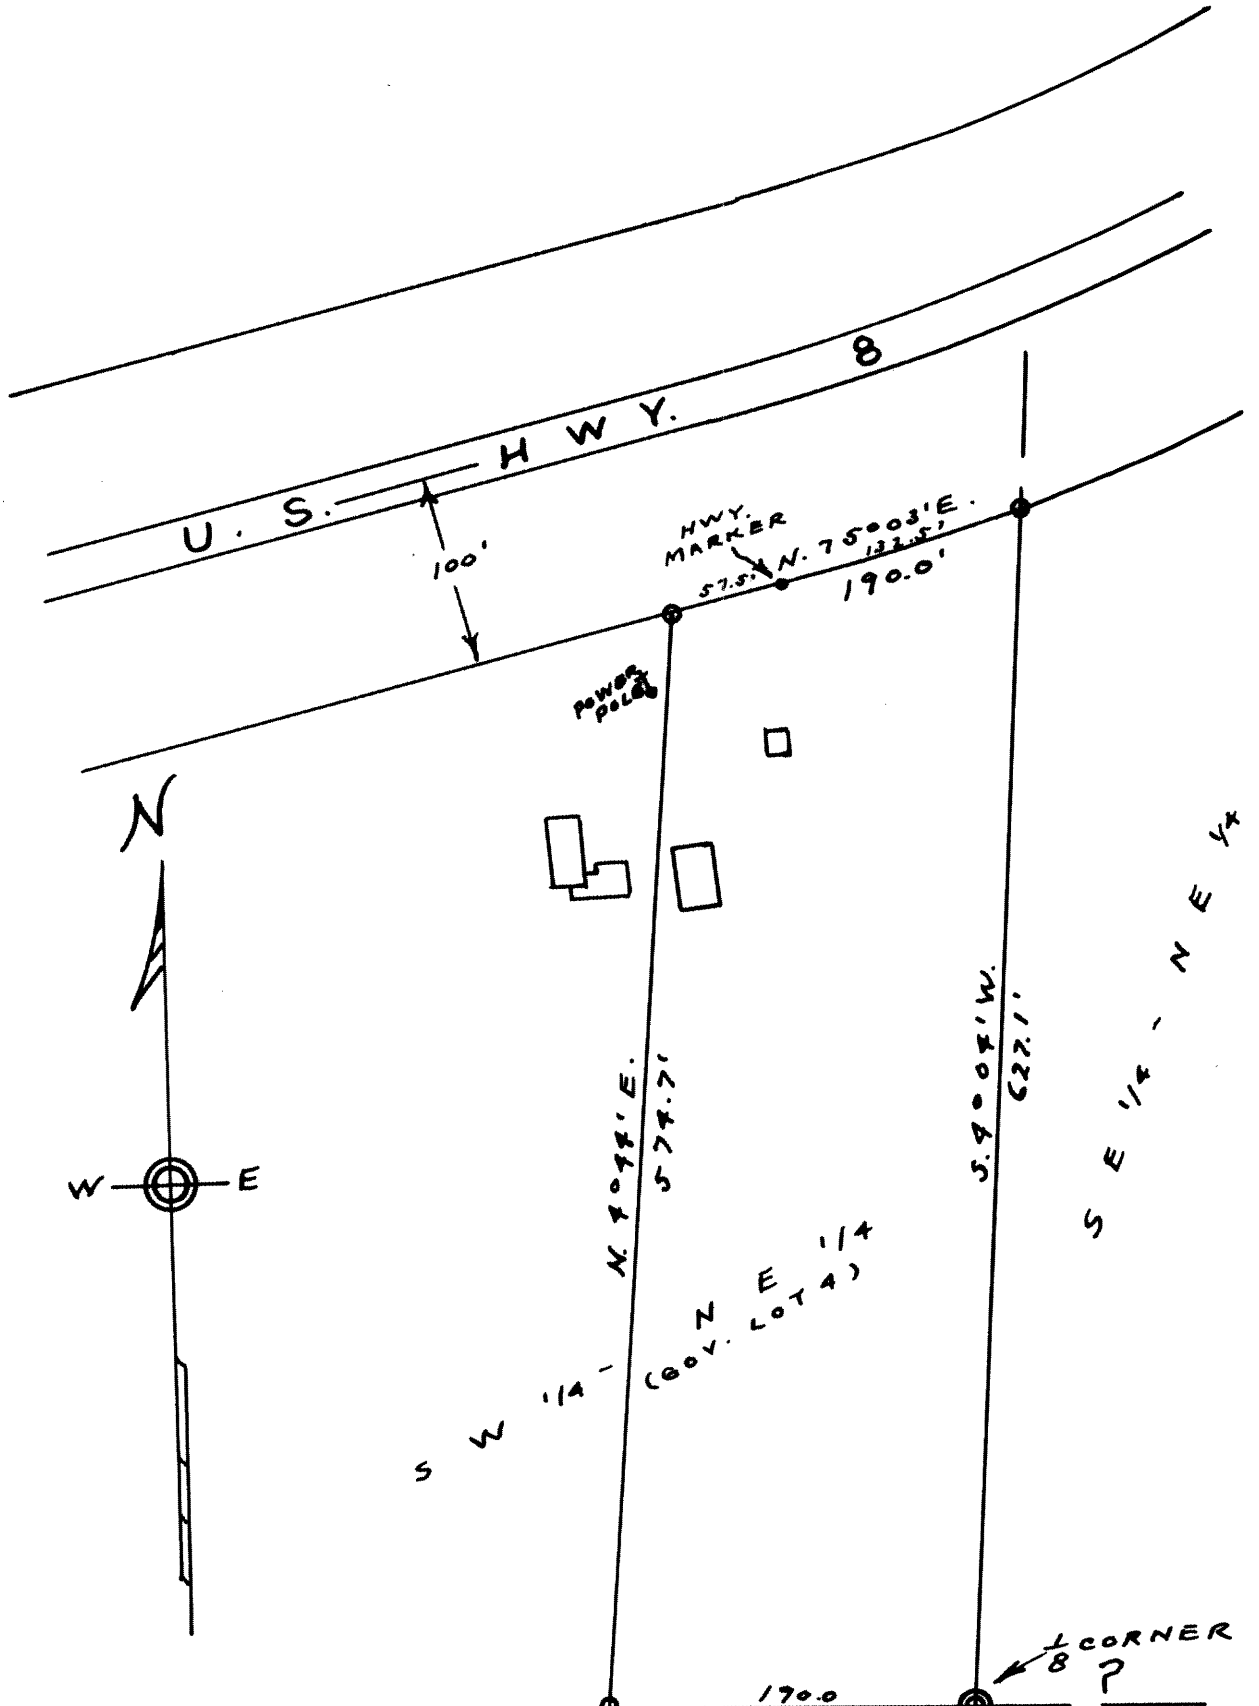 U. S. HWY. 8
100'
HWY.
MARKER
N. 75°03'E.
57.5'
132.5'
190.0'
POWER
POLE
N
W E
N. 4°44' E.
574.7'
S. 4°04' W.
627.1'
SE 1/4 - NE 1/4
SW 1/4 - NE 1/4
(GOV. LOT 4)
1/8 CORNER
?
190.0